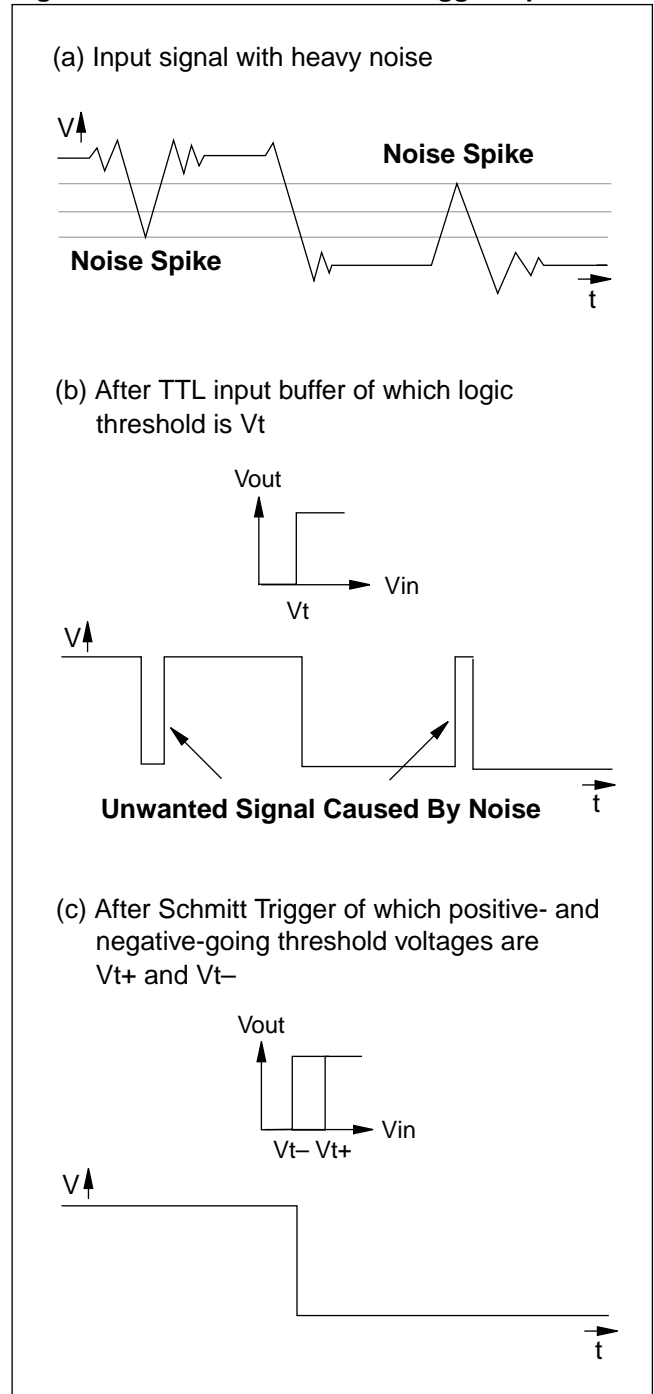 (a) Input signal with heavy noise
V
Noise Spike
Noise Spike
t
(b) After TTL input buffer of which logic
threshold is Vt
Vout
Vin
Vt
V
Unwanted Signal Caused By Noise
t
(c) After Schmitt Trigger of which positive- and
negative-going threshold voltages are
Vt+ and Vt–
Vout
Vin
Vt– Vt+
V
t